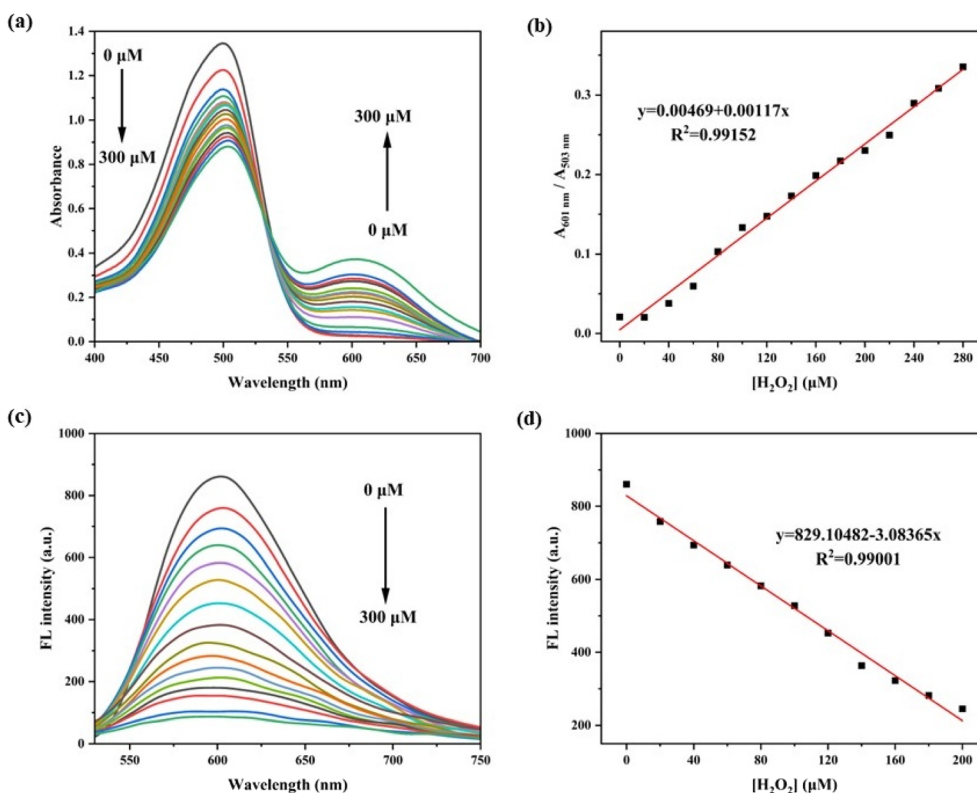 (a)
0 μM
300 μM
300 μM
0 μM
1.4
1.2
1.0
0.8
0.6
0.4
0.2
0.0
400 450 500 550 600 650 700
Absorbance
Wavelength (nm)
(b)
y=0.00469+0.00117x
R²=0.99152
0.3
0.2
0.1
0.0
0 40 80 120 160 200 240 280
A601 nm / A503 nm
[H₂O₂] (μM)
(c)
0 μM
300 μM
1000
800
600
400
200
0
550 600 650 700 750
FL intensity (a.u.)
Wavelength (nm)
(d)
y=829.10482-3.08365x
R²=0.99001
1000
800
600
400
200
0 40 80 120 160 200
FL intensity (a.u.)
[H₂O₂] (μM)